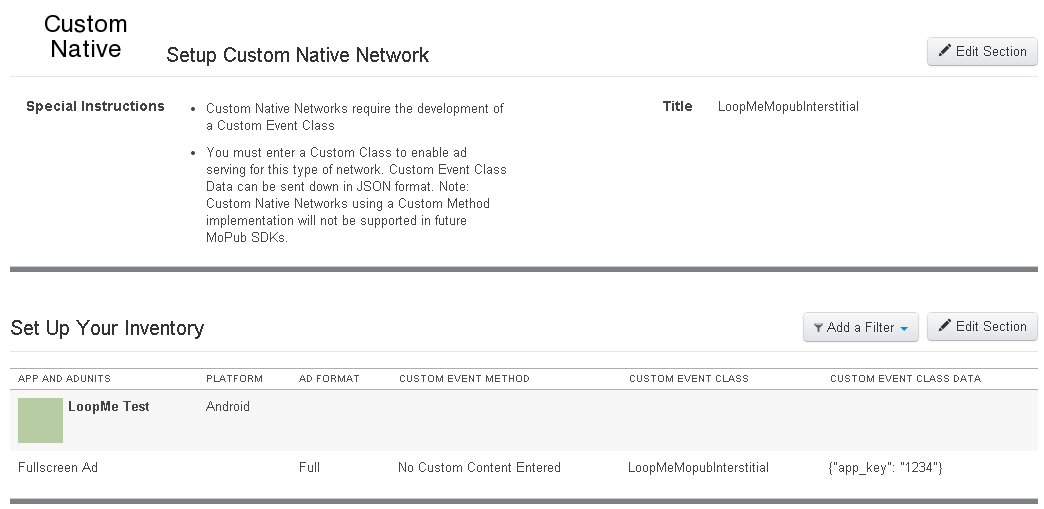 Custom
Native
Setup Custom Native Network
Edit Section
Special Instructions
Custom Native Networks require the development of
a Custom Event Class
You must enter a Custom Class to enable ad
serving for this type of network. Custom Event Class
Data can be sent down in JSON format. Note:
Custom Native Networks using a Custom Method
implementation will not be supported in future
MoPub SDKs.
Title LoopMeMopubInterstitial
Set Up Your Inventory
Add a Filter
Edit Section
APP AND ADUNITS PLATFORM AD FORMAT CUSTOM EVENT METHOD CUSTOM EVENT CLASS CUSTOM EVENT CLASS DATA
LoopMe Test Android
Fullscreen Ad Full No Custom Content Entered LoopMeMopubInterstitial {"app_key": "1234"}